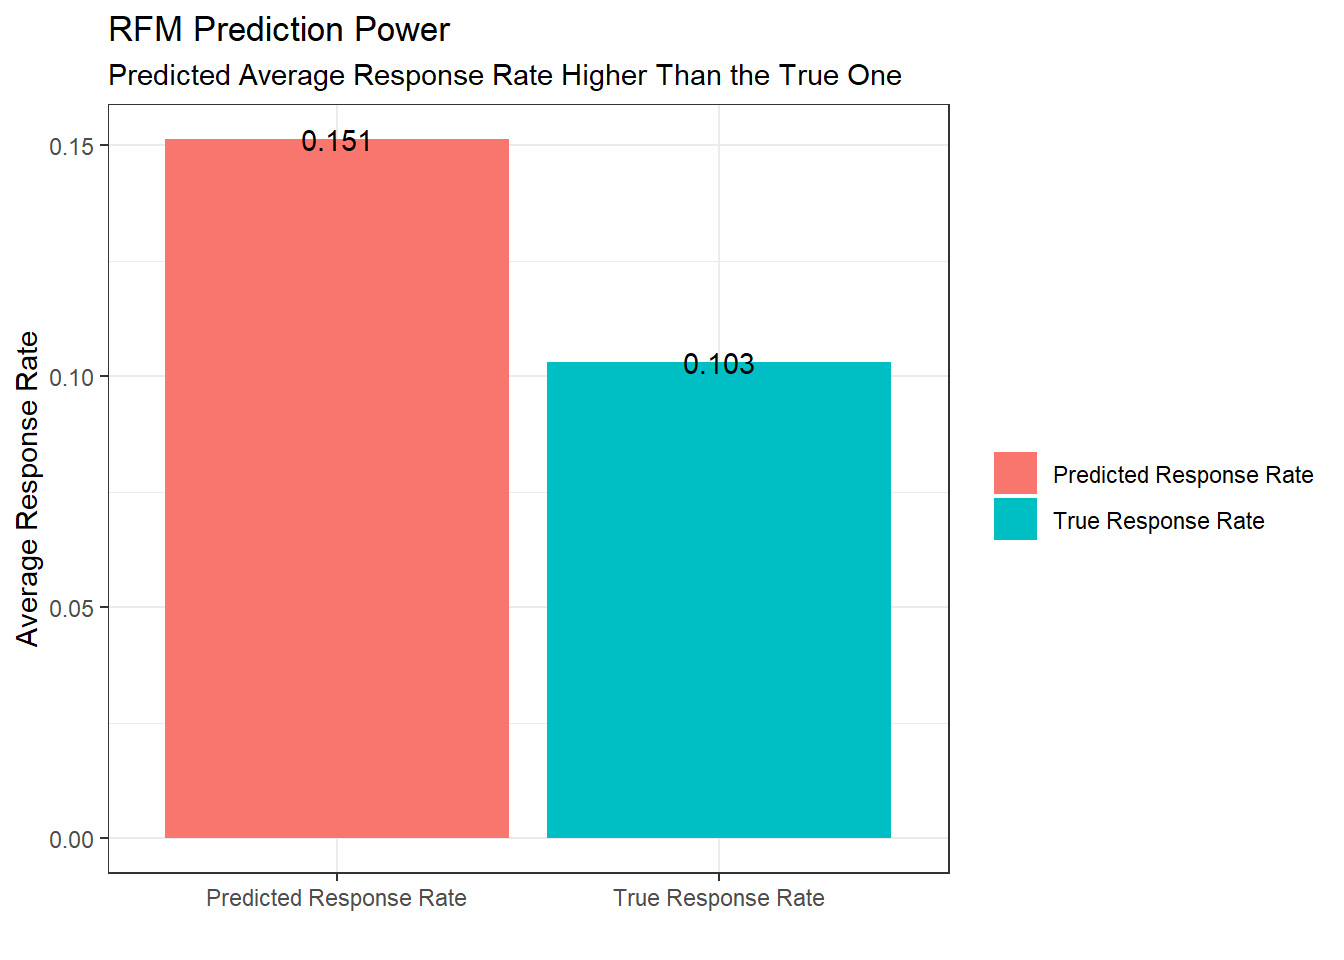 RFM Prediction Power
Predicted Average Response Rate Higher Than the True One
Average Response Rate
0.15
0.10
0.05
0.00
0.151
0.103
Predicted Response Rate
True Response Rate
Predicted Response Rate
True Response Rate